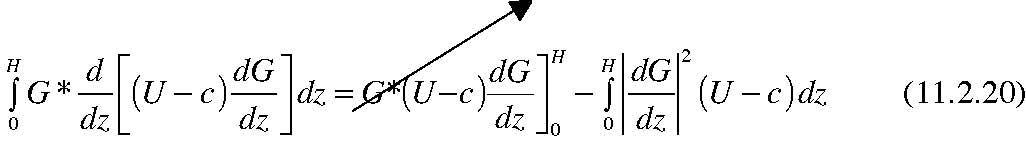 ∫₀ᴴ G * d/dz [(U − c) dG/dz] dz = G*(U−c) dG/dz ]₀ᴴ − ∫₀ᴴ |dG/dz|² (U − c) dz (11.2.20)